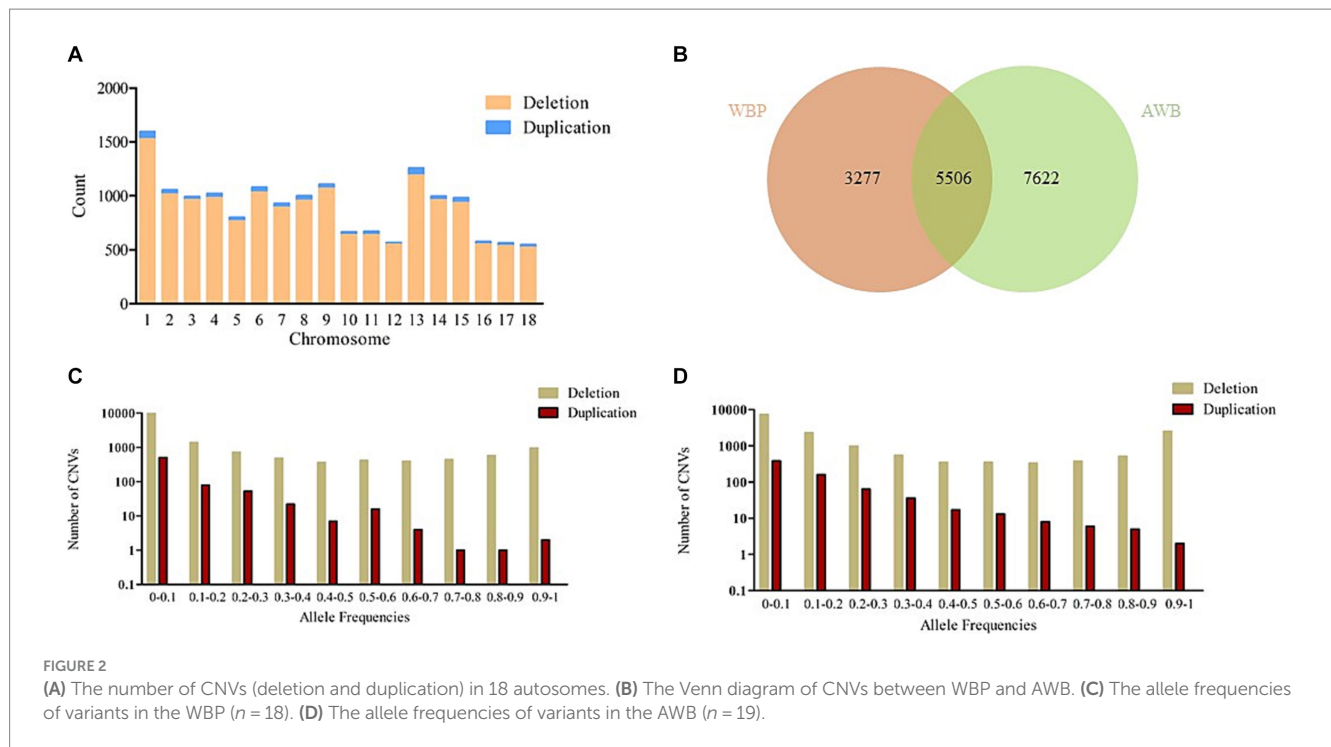 A
2000
1500
1000
500
0
Count
Deletion
Duplication
1 2 3 4 5 6 7 8 9 10 11 12 13 14 15 16 17 18
Chromosome
B
WBP
AWB
3277
5506
7622
C
Deletion
Duplication
10000
1000
100
10
1
0.1
Number of CNVs
0-0.1 0.1-0.2 0.2-0.3 0.3-0.4 0.4-0.5 0.5-0.6 0.6-0.7 0.7-0.8 0.8-0.9 0.9-1
Allele Frequencies
D
Deletion
Duplication
10000
1000
100
10
1
0.1
Number of CNVs
0-0.1 0.1-0.2 0.2-0.3 0.3-0.4 0.4-0.5 0.5-0.6 0.6-0.7 0.7-0.8 0.8-0.9 0.9-1
Allele Frequencies
FIGURE 2
(A) The number of CNVs (deletion and duplication) in 18 autosomes. (B) The Venn diagram of CNVs between WBP and AWB. (C) The allele frequencies
of variants in the WBP (n = 18). (D) The allele frequencies of variants in the AWB (n = 19).